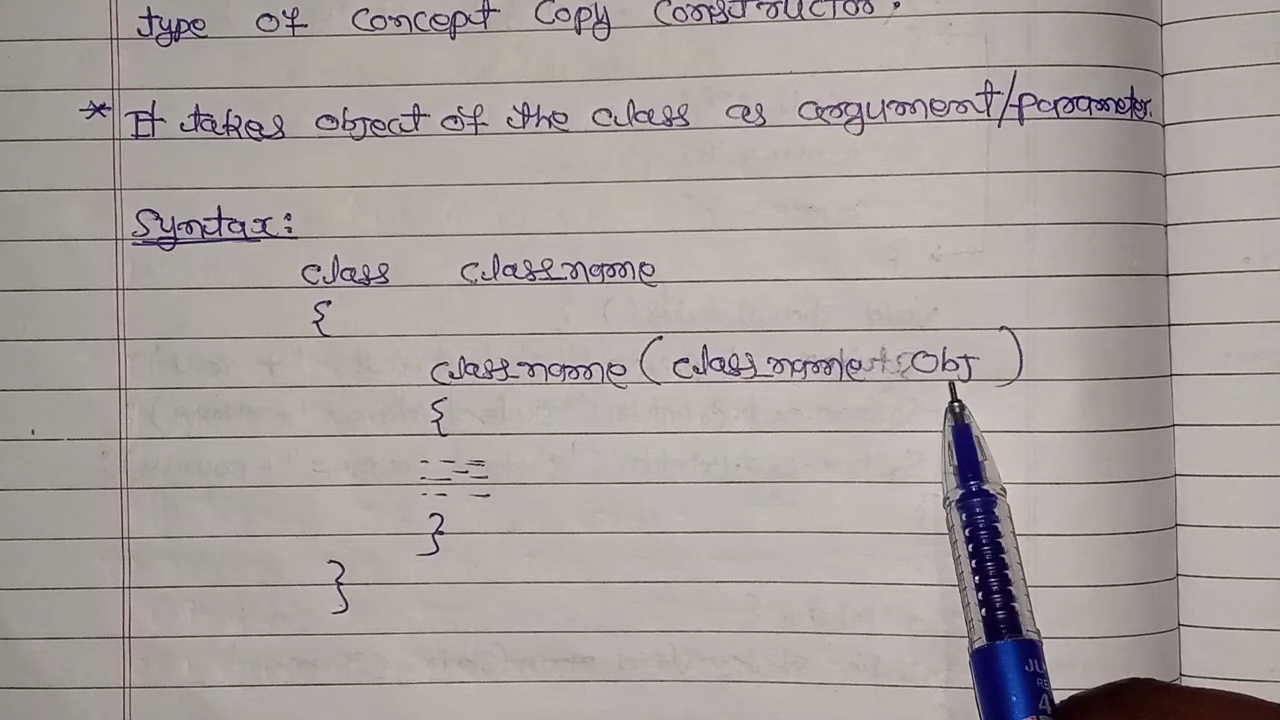 type of concept Copy Constructor.
* It takes object of the class as argument/parameter.
Syntax:
class classname
{
classname (classname obj)
{
}
}